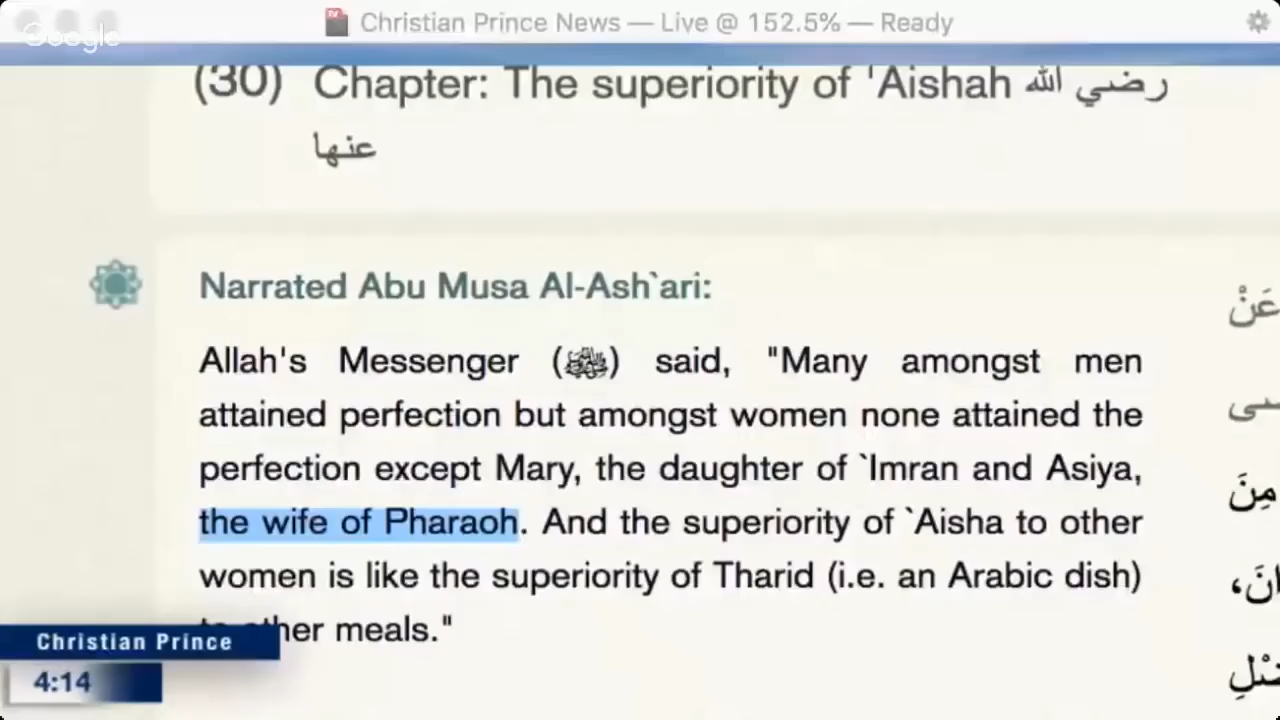 Google
Christian Prince News — Live @ 152.5% — Ready
(30) Chapter: The superiority of 'Aishah رضي الله
عنها
Narrated Abu Musa Al-Ash`ari:
عَنْ
Allah's Messenger (ﷺ) said, "Many amongst men
attained perfection but amongst women none attained the
perfection except Mary, the daughter of `Imran and Asiya,
مِنَ
the wife of Pharaoh. And the superiority of `Aisha to other
women is like the superiority of Tharid (i.e. an Arabic dish)
other meals."
Christian Prince
4:14